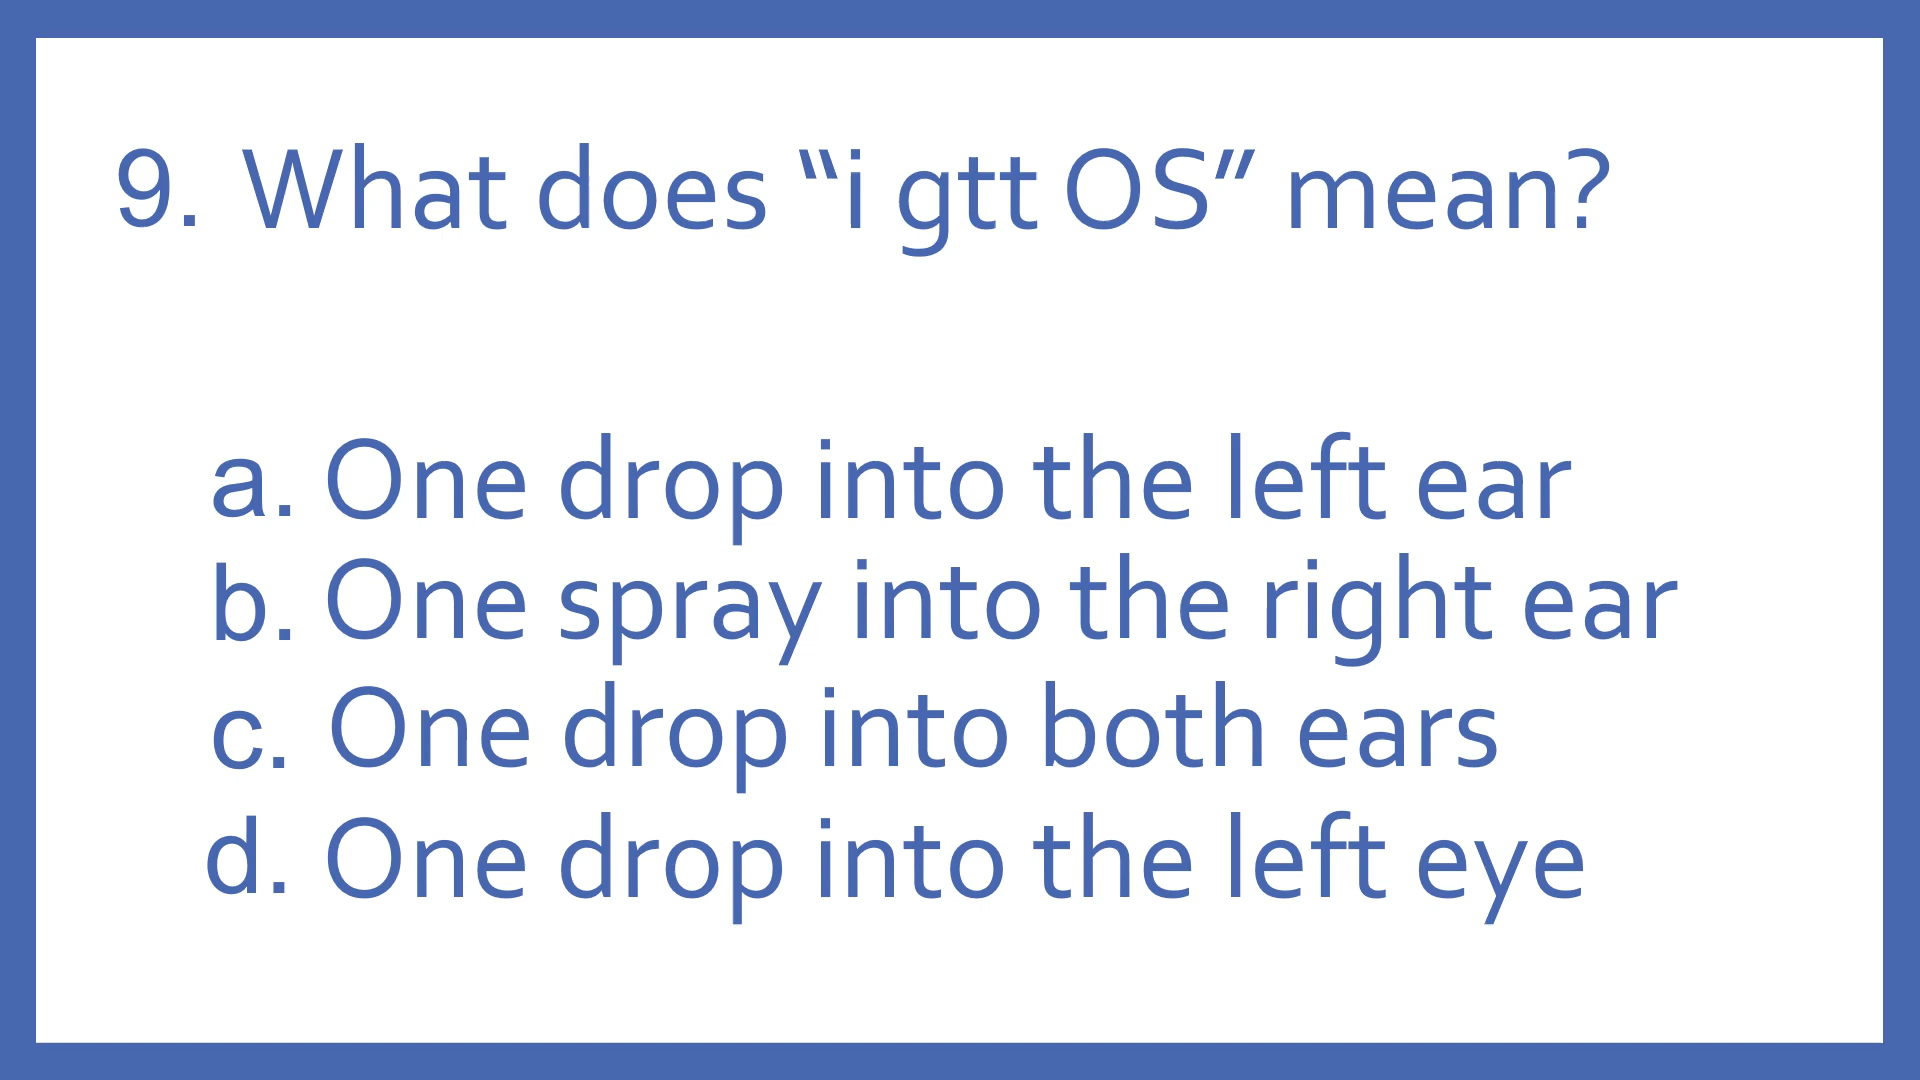 9. What does “i gtt OS” mean?
a. One drop into the left ear
b. One spray into the right ear
c. One drop into both ears
d. One drop into the left eye